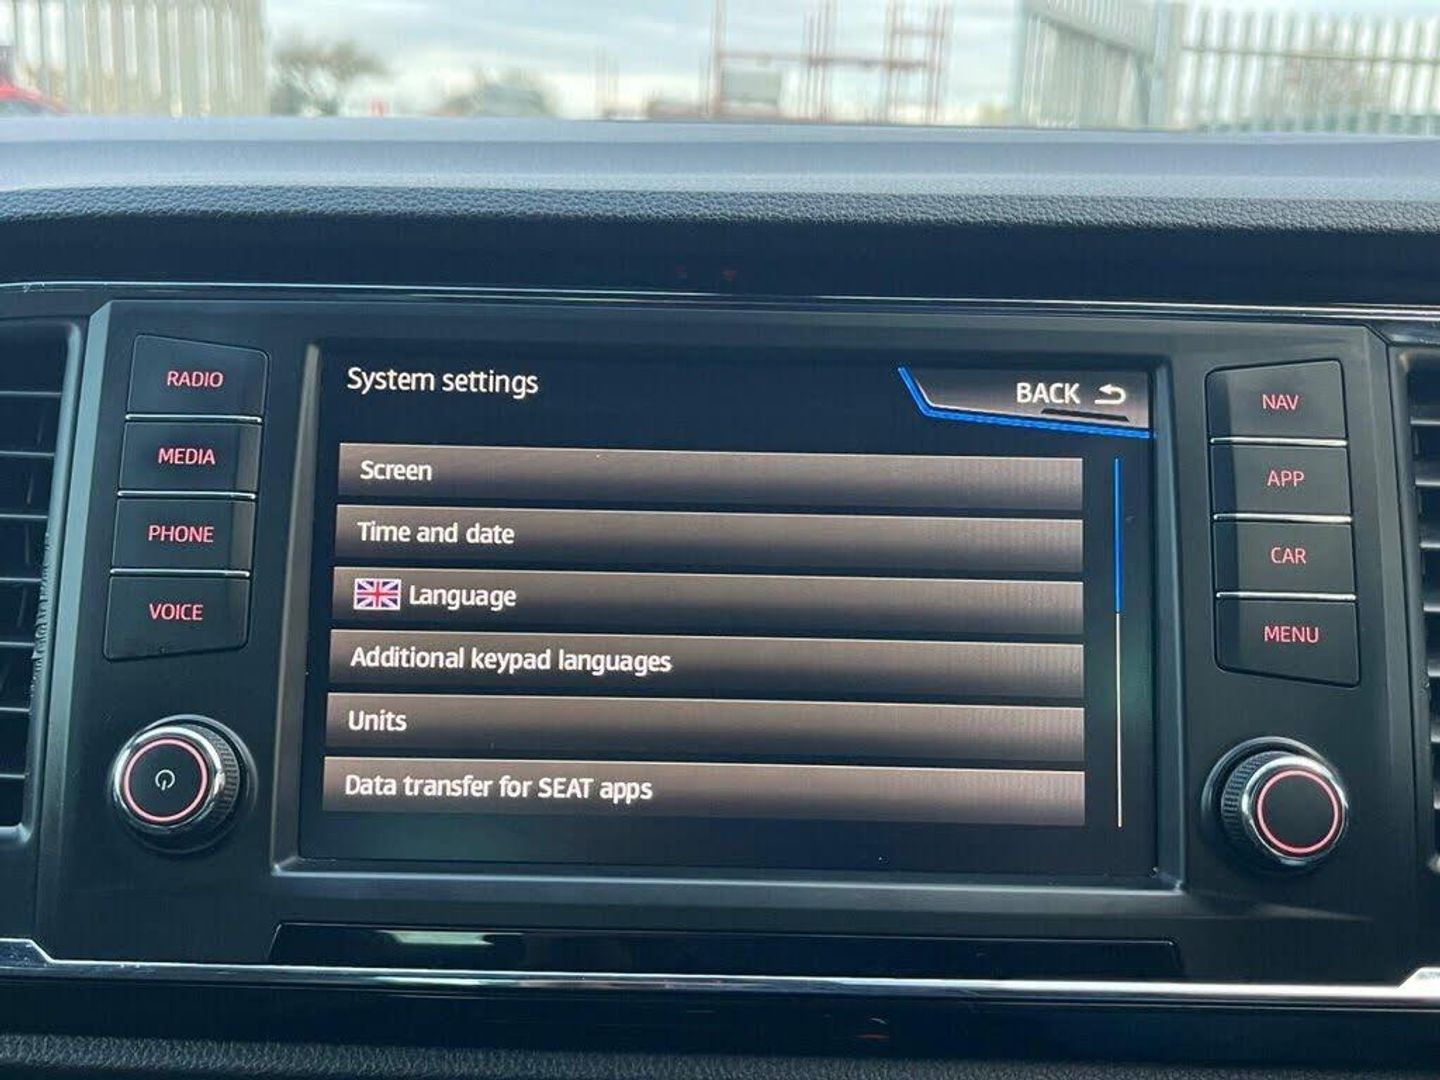 RADIO
MEDIA
PHONE
VOICE
System settings
BACK
Screen
Time and date
Language
Additional keypad languages
Units
Data transfer for SEAT apps
NAV
APP
CAR
MENU